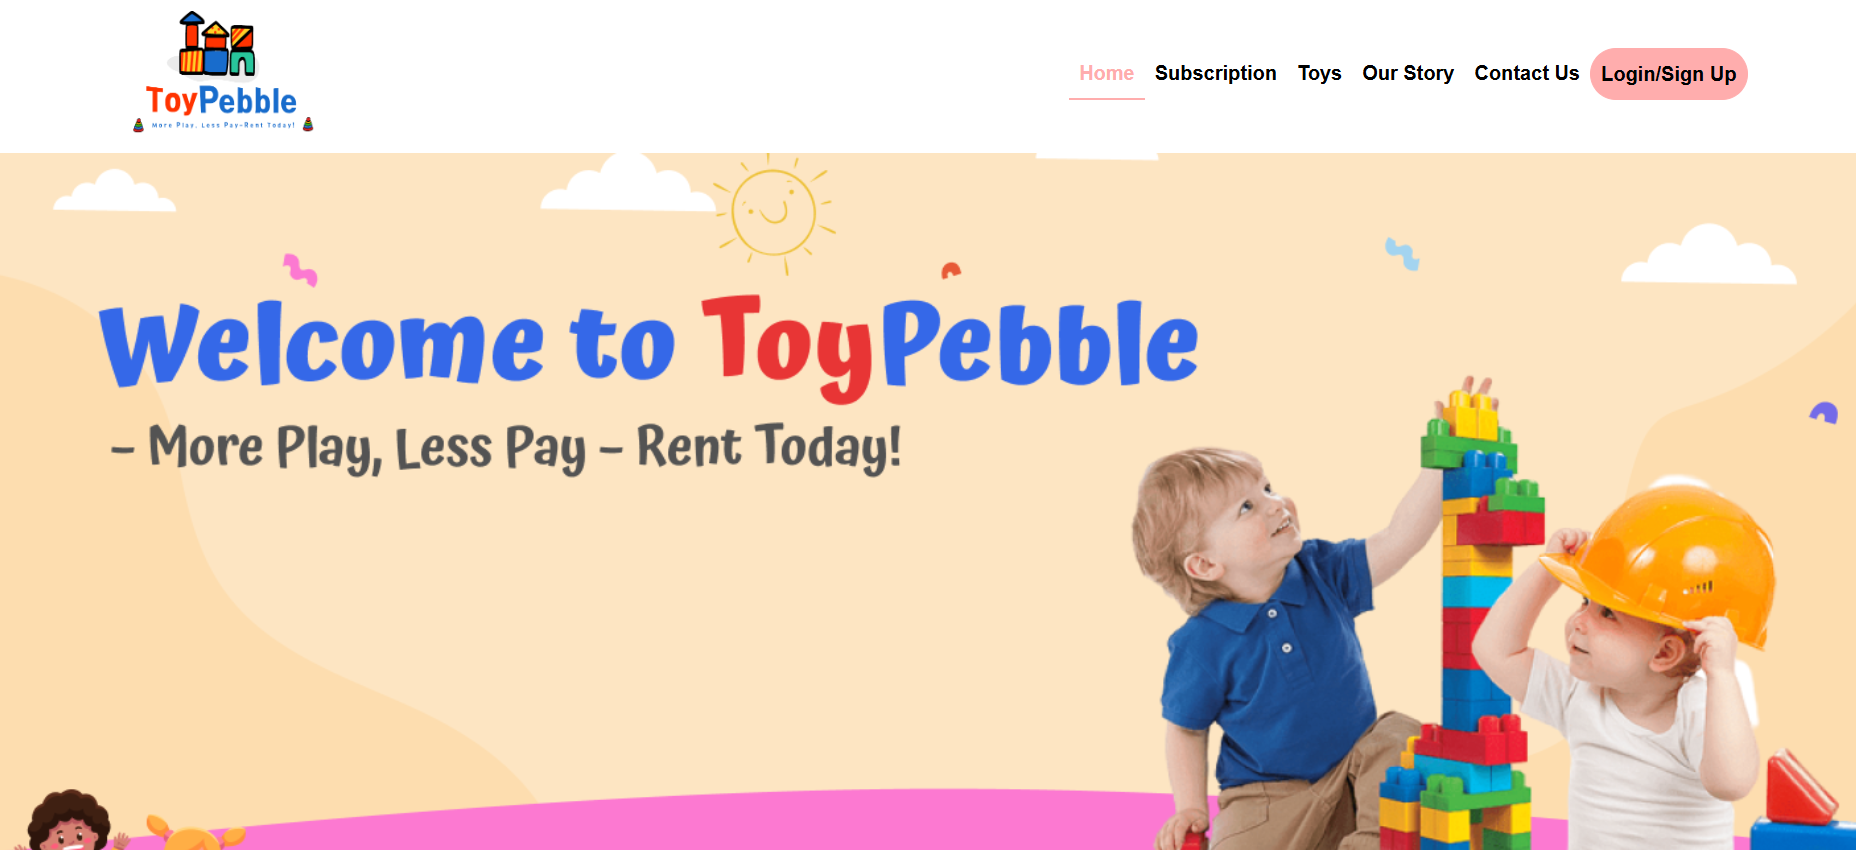 ToyPebble
More Play, Less Pay-Rent Today!
Home Subscription Toys Our Story Contact Us Login/Sign Up
Welcome to ToyPebble
– More Play, Less Pay – Rent Today!